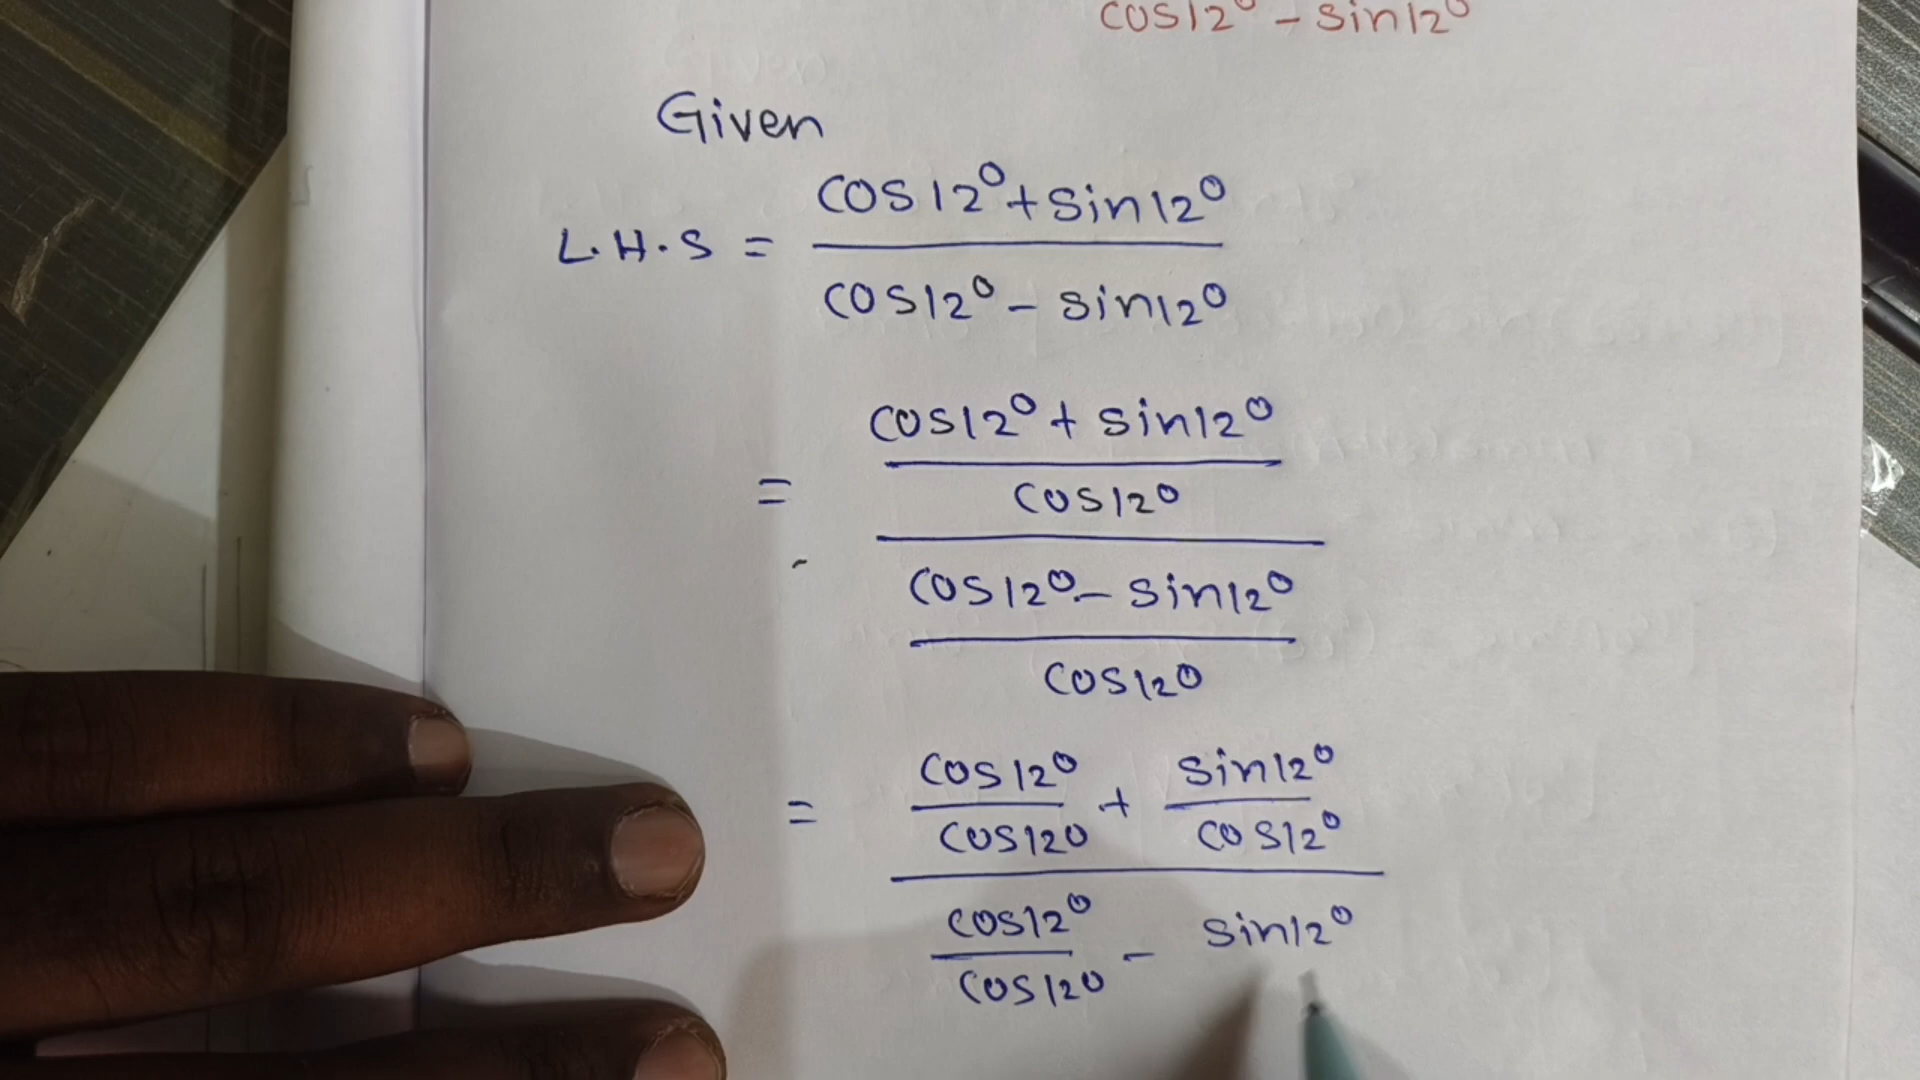 cos12° - sin12°
Given
L.H.S = cos12° + sin12°
cos12° - sin12°
= cos12° + sin12°
cos12°
cos12° - sin12°
cos12°
= cos12° + sin12°
cos12° cos12°
cos12° - sin12°
cos12°